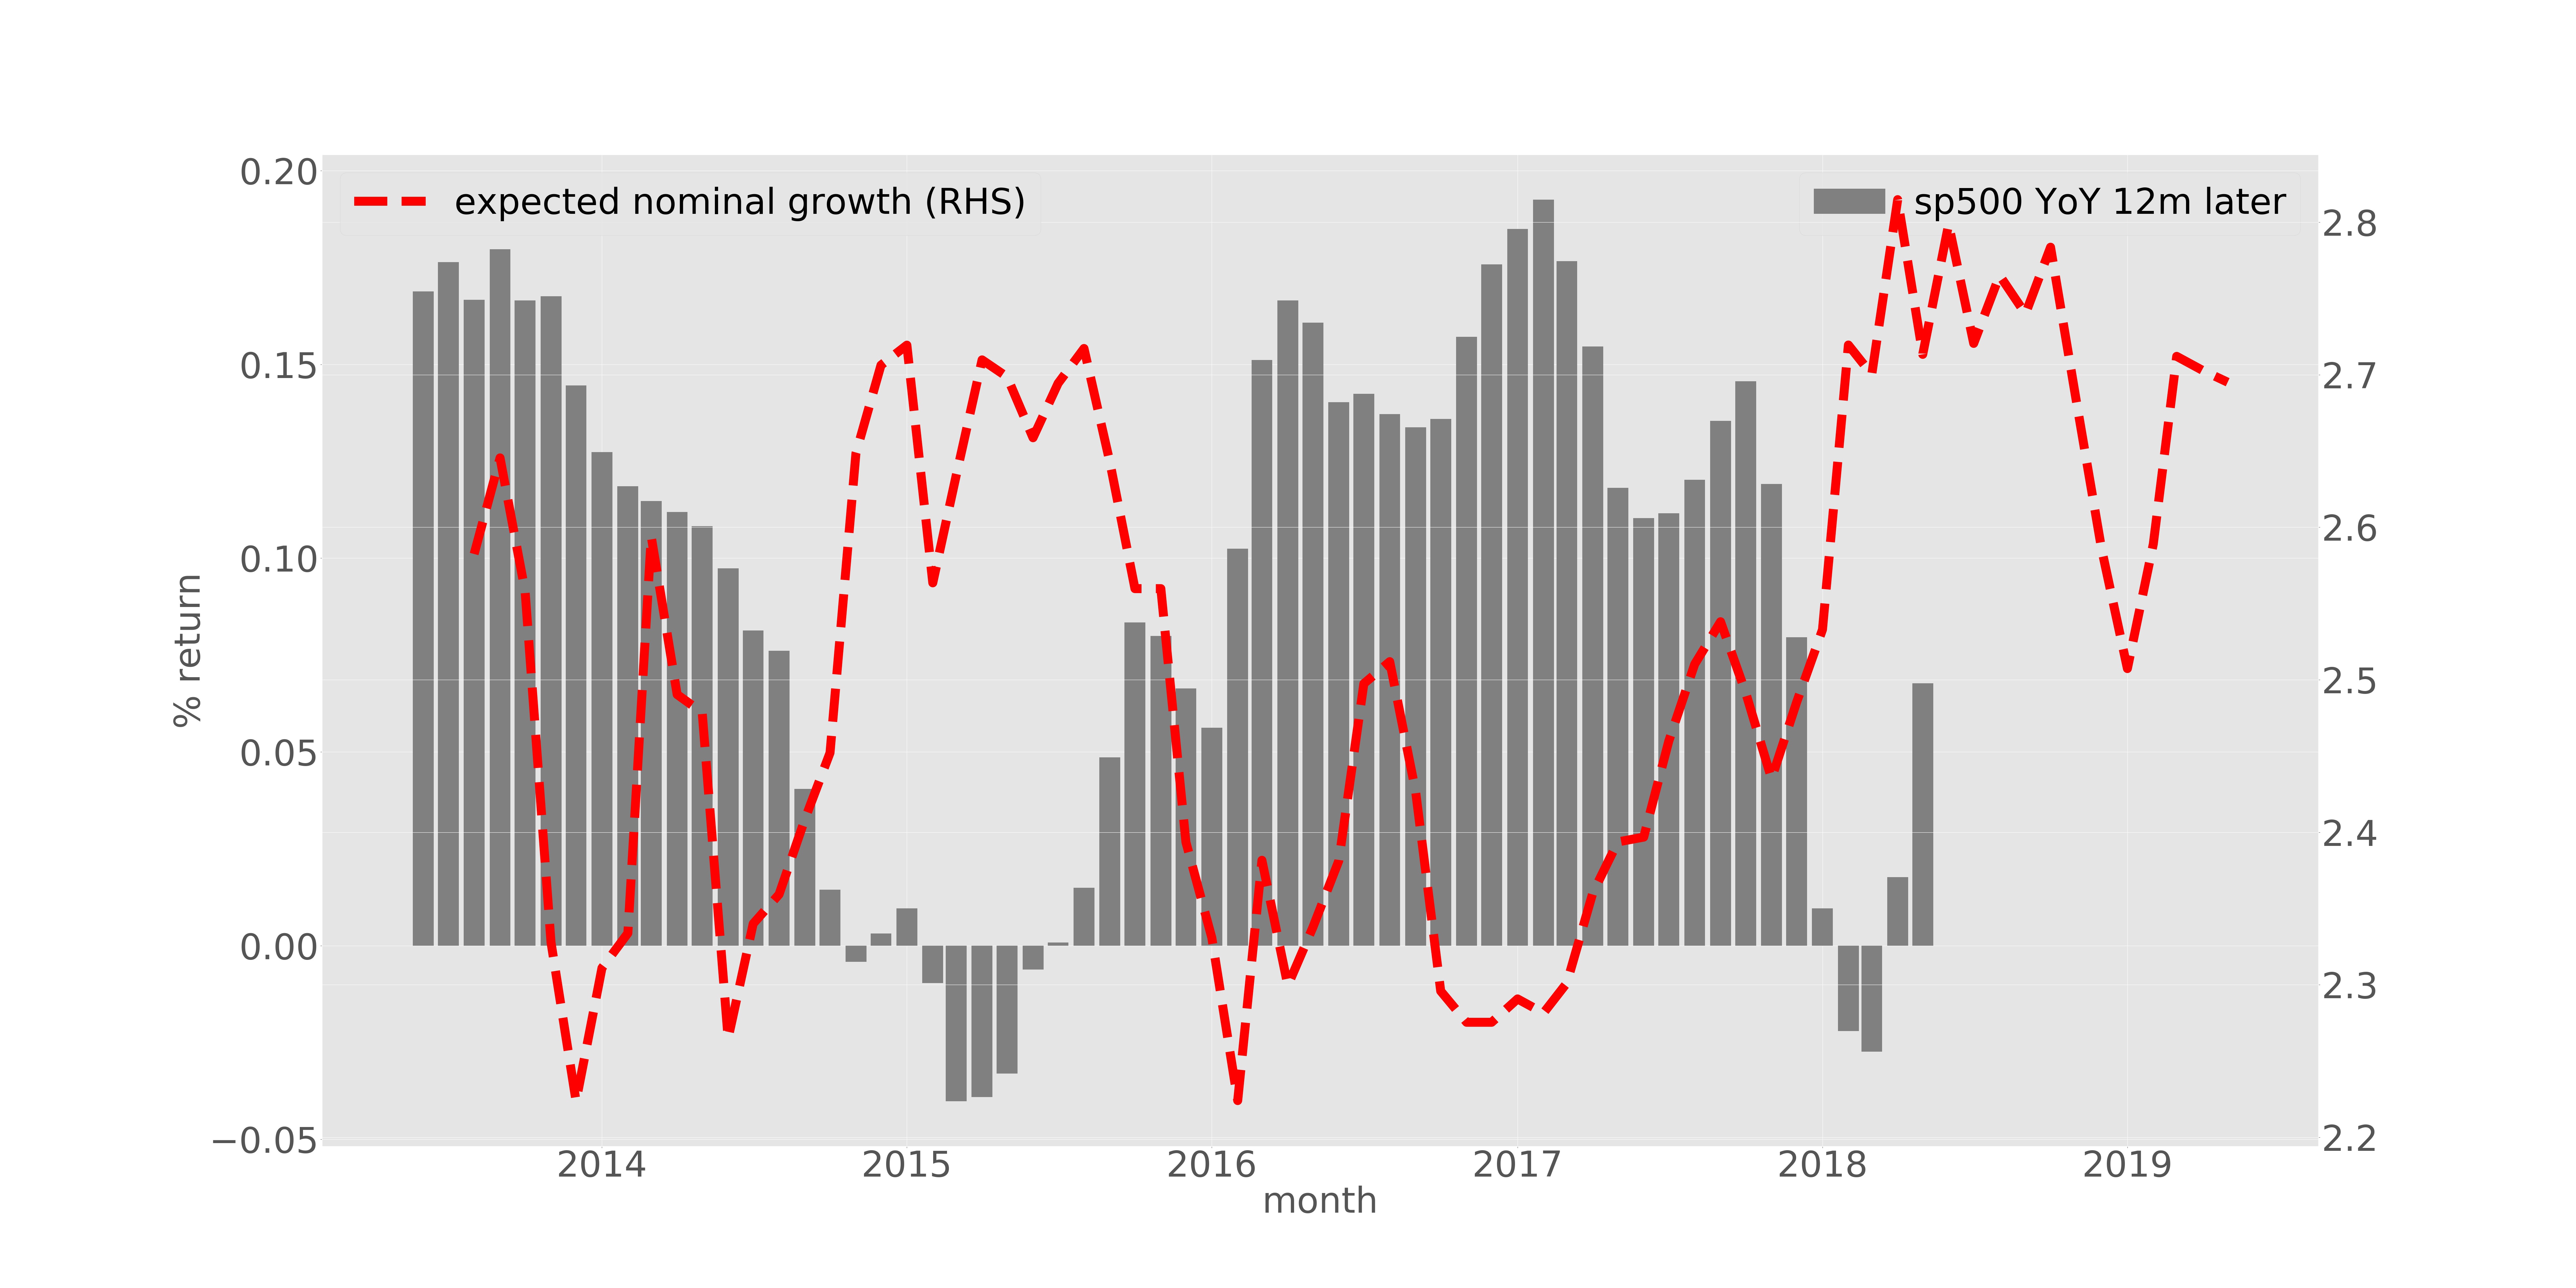 expected nominal growth (RHS)
sp500 YoY 12m later
% return
0.20
0.15
0.10
0.05
0.00
−0.05
2.8
2.7
2.6
2.5
2.4
2.3
2.2
2014 2015 2016 2017 2018 2019
month